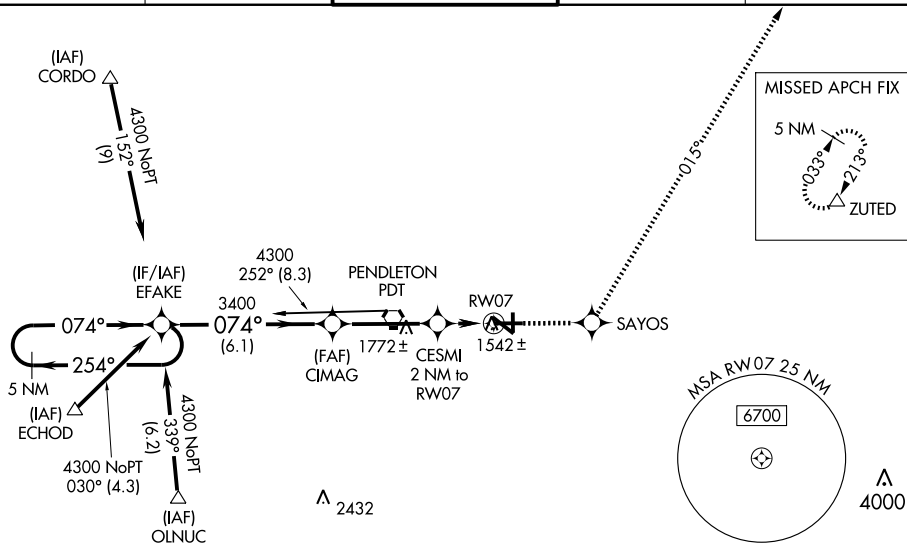 (IAF)
CORDO
4300 NoPT
152°
(9)
(IF/IAF)
EFAKE
074°
254°
5 NM
(IAF)
ECHOD
4300 NoPT
030° (4.3)
4300 NoPT
339°
(6.2)
(IAF)
OLNUC
3400
074°
(6.1)
4300
252° (8.3)
(FAF)
CIMAG
PENDLETON
PDT
1772±
CESMI
2 NM to
RW07
RW07
1542±
SAYOS
015°
2432
MISSED APCH FIX
5 NM
033°
213°
ZUTED
MSA RW07 25 NM
6700
4000